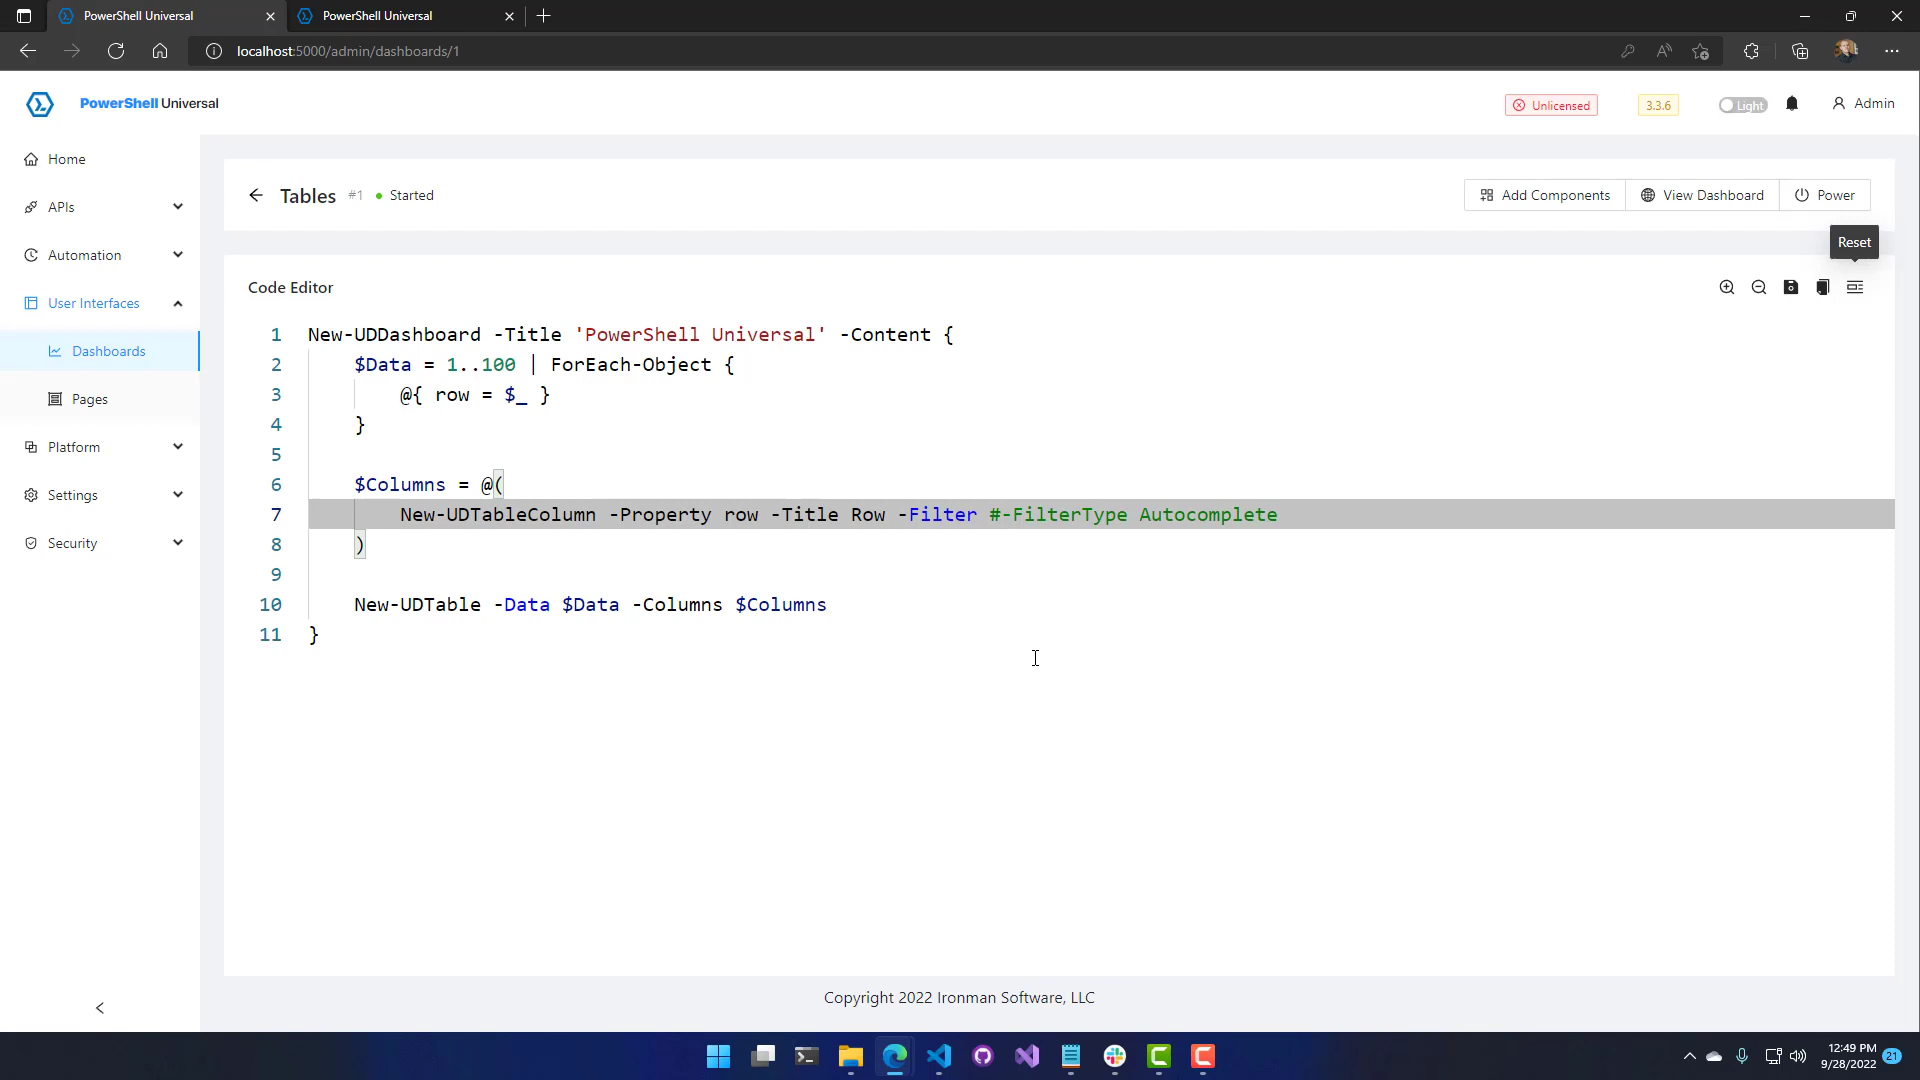 PowerShell Universal
PowerShell Universal
localhost:5000/admin/dashboards/1
PowerShell Universal
Unlicensed
3.3.6
Light
Admin
Home
APIs
Automation
User Interfaces
Dashboards
Pages
Platform
Settings
Security
Tables #1 Started
Add Components
View Dashboard
Power
Reset
Code Editor
1 New-UDDashboard -Title 'PowerShell Universal' -Content {
2 $Data = 1..100 | ForEach-Object {
3 @{ row = $_ }
4 }
5
6 $Columns = @(
7 New-UDTableColumn -Property row -Title Row -Filter #-FilterType Autocomplete
8 )
9
10 New-UDTable -Data $Data -Columns $Columns
11 }
Copyright 2022 Ironman Software, LLC
12:49 PM
9/28/2022
21